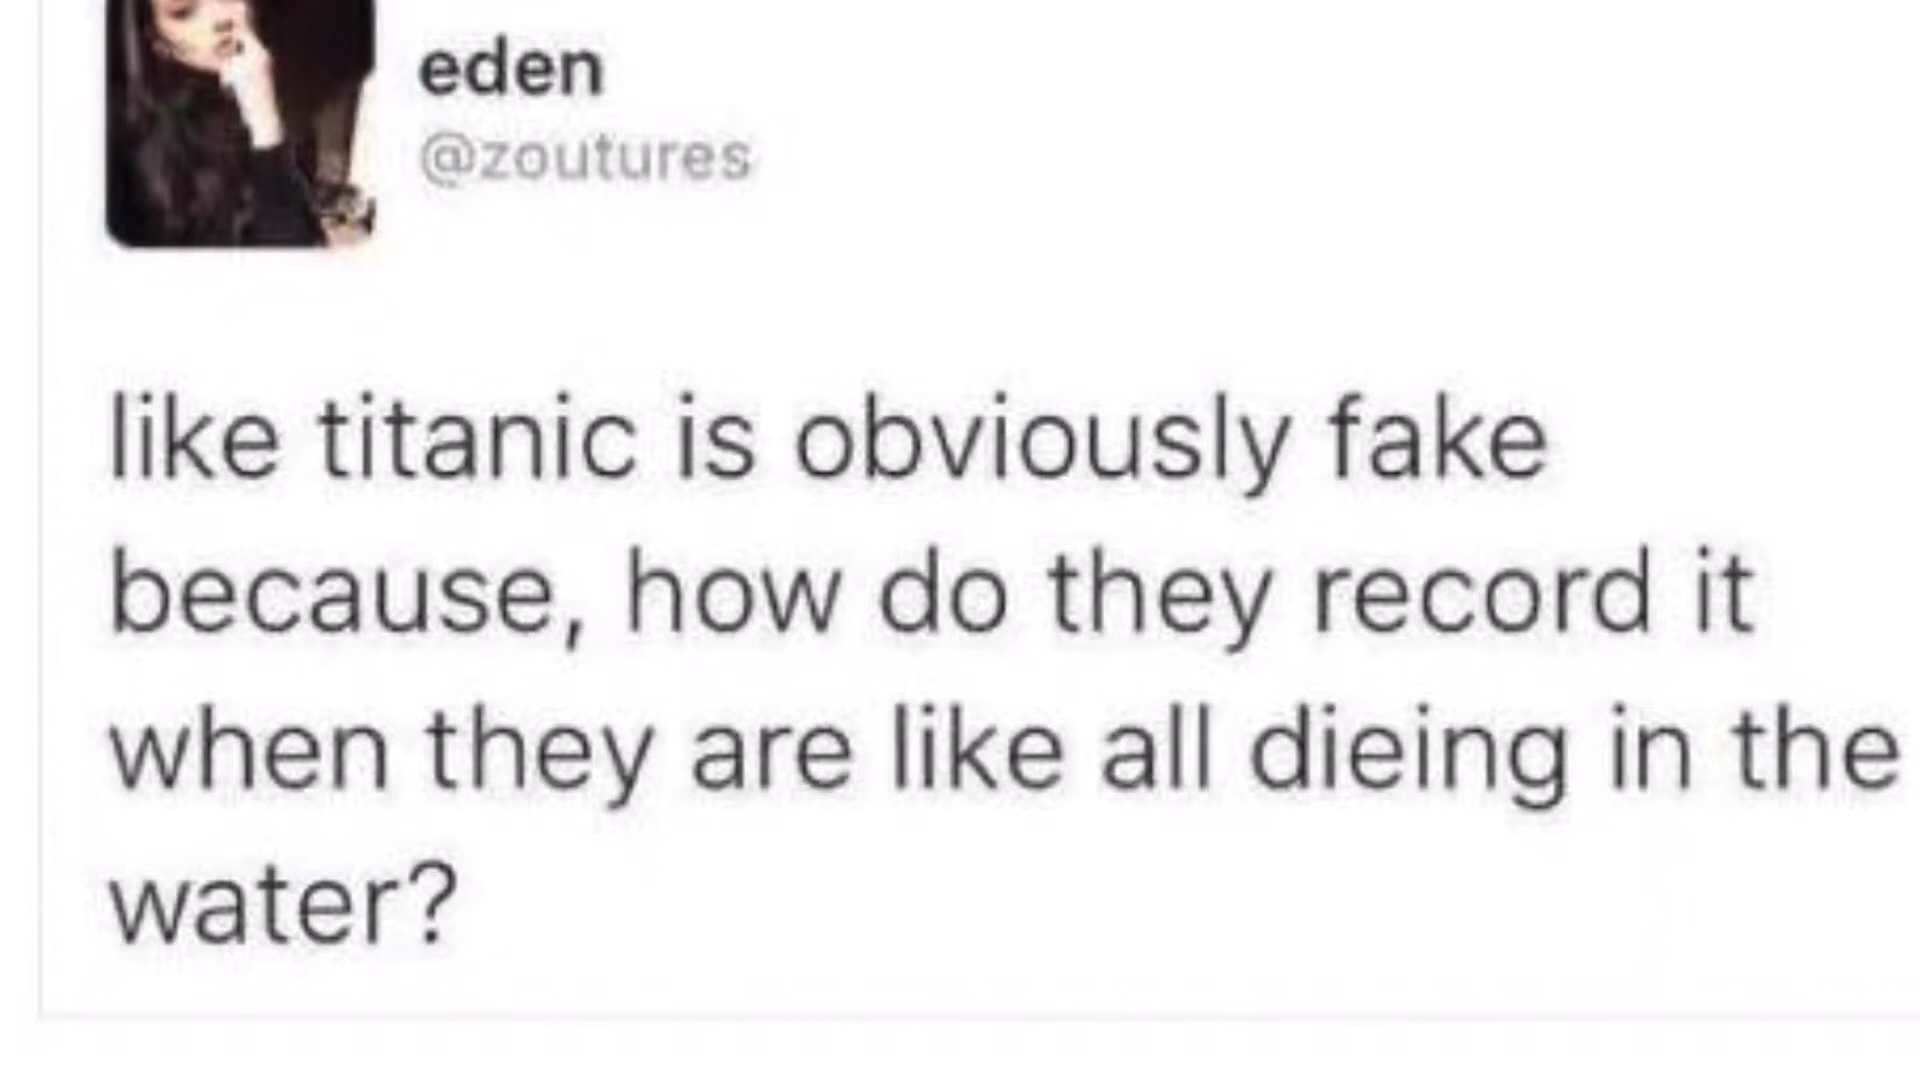 eden
@zoutures
like titanic is obviously fake
because, how do they record it
when they are like all dieing in the
water?